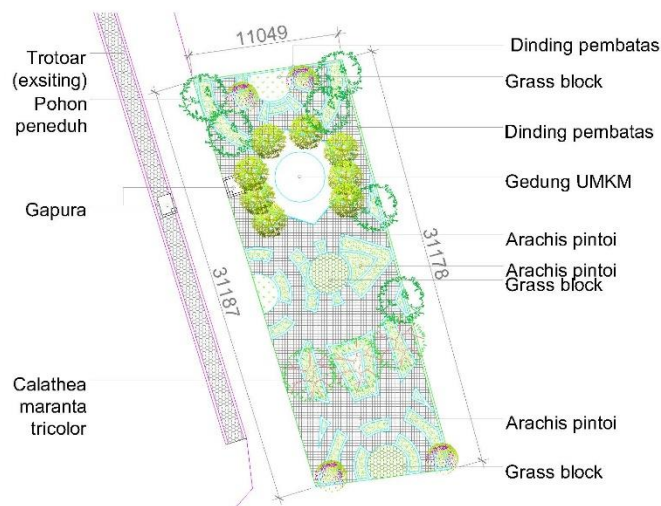 11049
Trotoar
(exsiting)
Pohon
peneduh
Gapura
Calathea
maranta
tricolor
31187
31178
Dinding pembatas
Grass block
Dinding pembatas
Gedung UMKM
Arachis pintoi
Arachis pintoi
Grass block
Arachis pintoi
Grass block